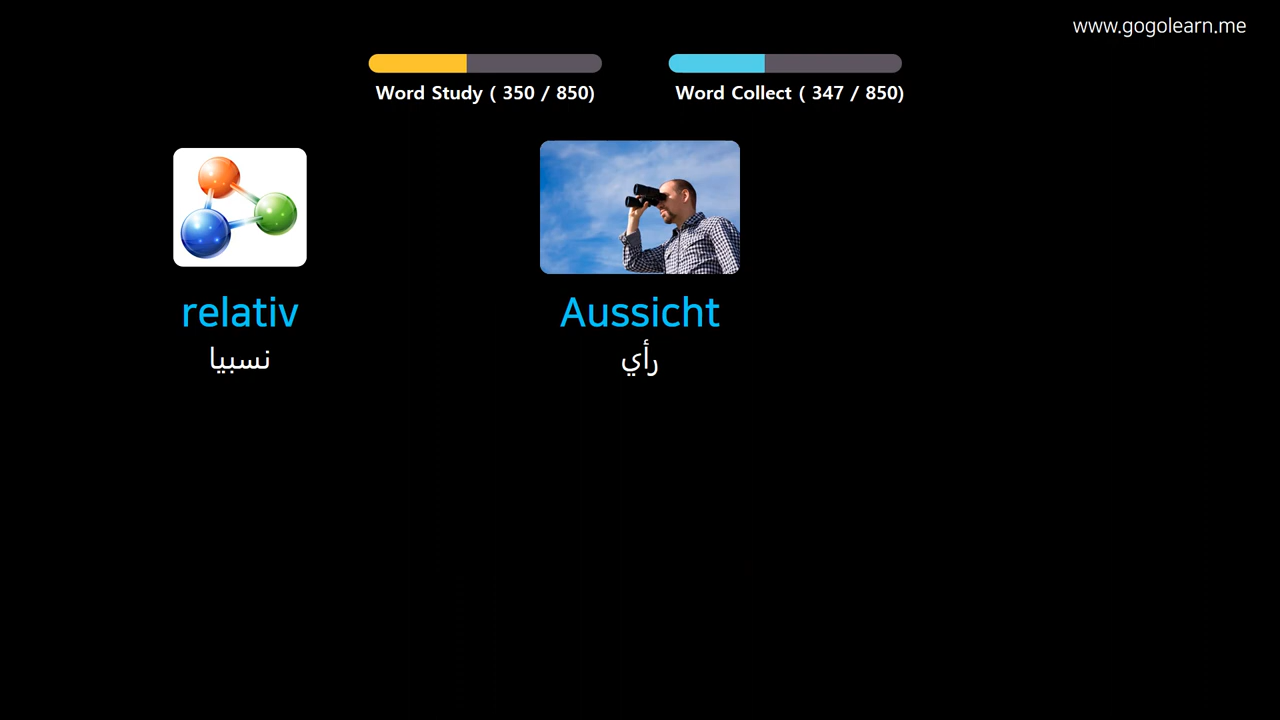 www.gogolearn.me
Word Study ( 350 / 850)
Word Collect ( 347 / 850)
relativ
نسبيا
Aussicht
رأي